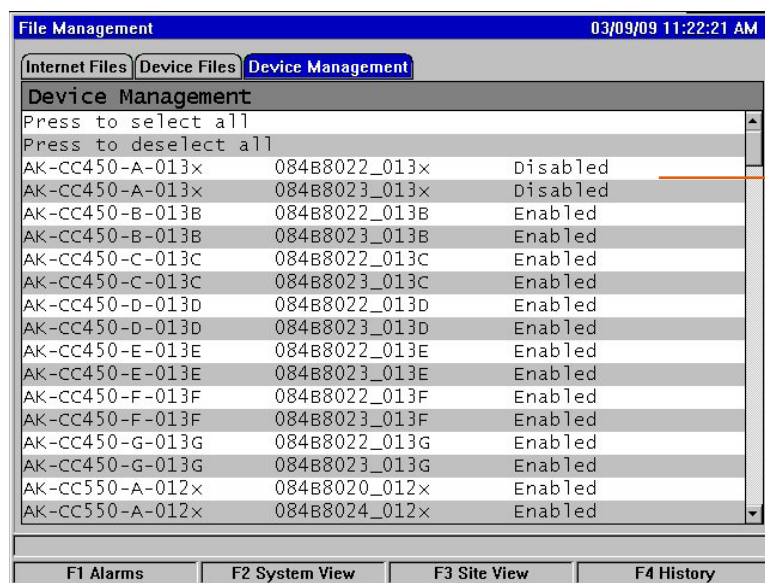 File Management 03/09/09 11:22:21 AM
Internet Files Device Files Device Management
Device Management
Press to select all
Press to deselect all
AK-CC450-A-013x 084B8022_013x Disabled
AK-CC450-A-013x 084B8023_013x Disabled
AK-CC450-B-013B 084B8022_013B Enabled
AK-CC450-B-013B 084B8023_013B Enabled
AK-CC450-C-013C 084B8022_013C Enabled
AK-CC450-C-013C 084B8023_013C Enabled
AK-CC450-D-013D 084B8022_013D Enabled
AK-CC450-D-013D 084B8023_013D Enabled
AK-CC450-E-013E 084B8022_013E Enabled
AK-CC450-E-013E 084B8023_013E Enabled
AK-CC450-F-013F 084B8022_013F Enabled
AK-CC450-F-013F 084B8023_013F Enabled
AK-CC450-G-013G 084B8022_013G Enabled
AK-CC450-G-013G 084B8023_013G Enabled
AK-CC550-A-012x 084B8020_012x Enabled
AK-CC550-A-012x 084B8024_012x Enabled
F1 Alarms F2 System View F3 Site View F4 History